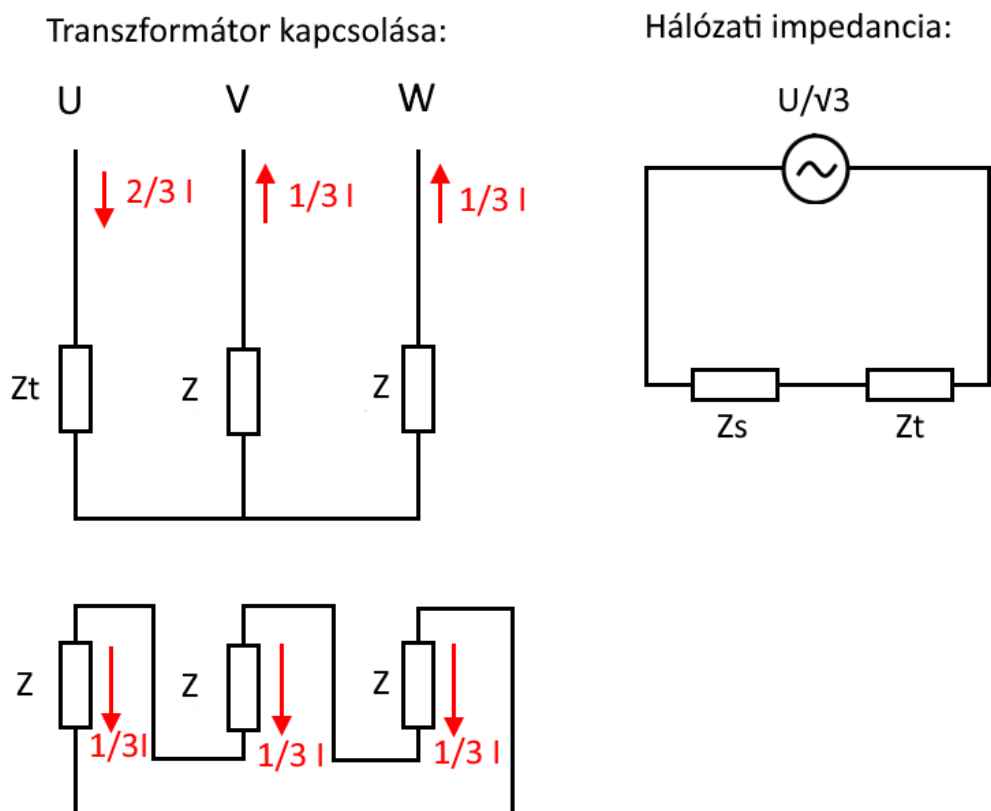 Transzformátor kapcsolása:
Hálózati impedancia:
U V W
U/√3
2/3 I 1/3 I 1/3 I
Zt Z Z
Zs Zt
Z Z Z
1/3I 1/3 I 1/3 I